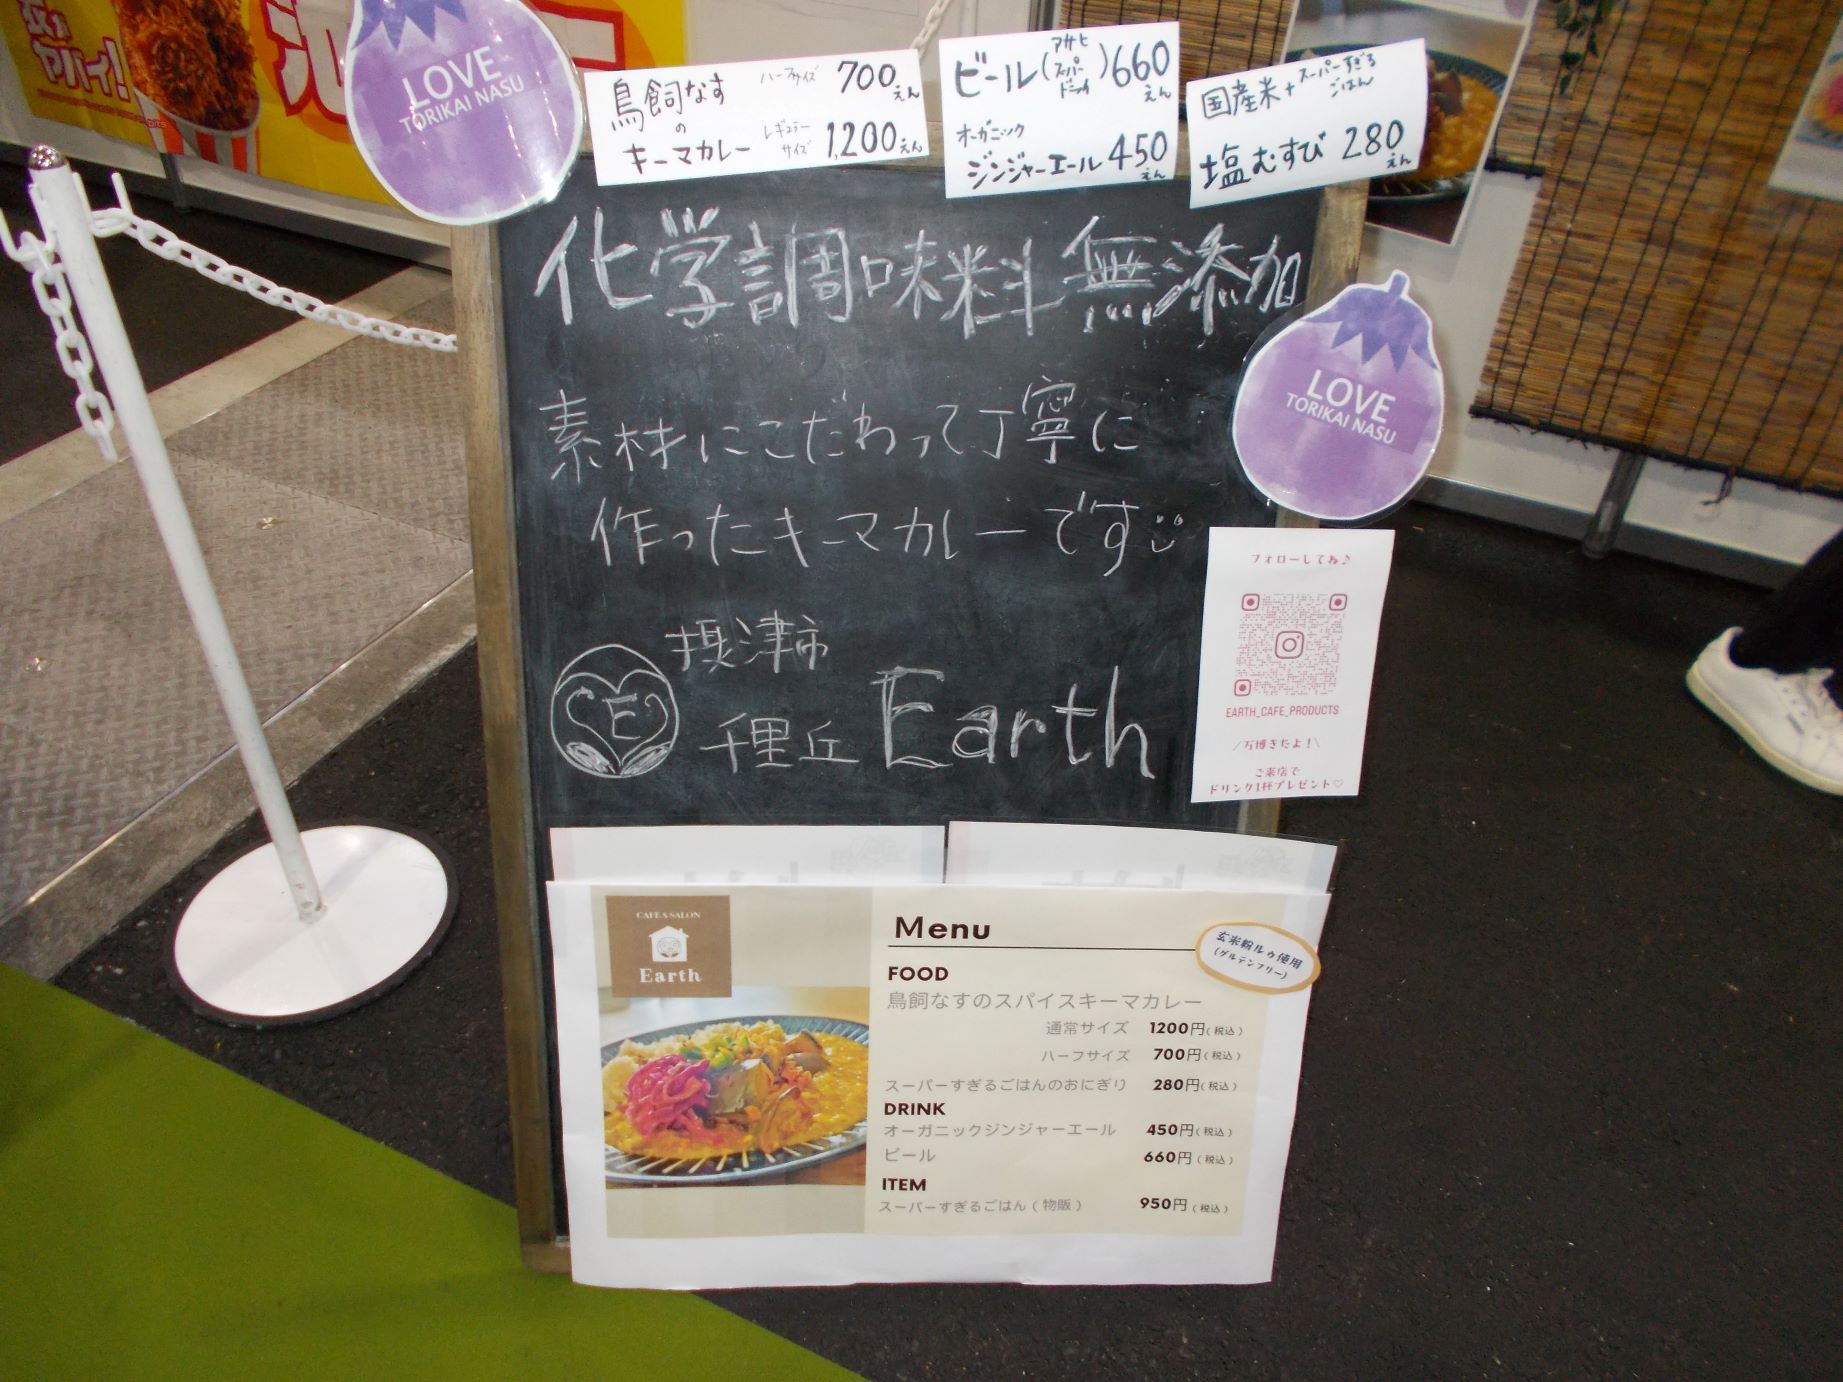 衣が
ヤバイ!
LOVE
TORIKAI NASU
鳥飼なす
の
キーマカレー
ハーフサイズ 700えん
レギュラーサイズ 1,200えん
ビール(アサヒスーパードライ)660えん
オーガニック
ジンジャーエール450えん
国産米+スーパーすぎるごはん
塩むすび 280えん
化学調味料無添加
素材にこだわって丁寧に
作ったキーマカレーです
摂津市
千里丘 Earth
E
LOVE
TORIKAI NASU
フォローしてね♪
EARTH_CAFE_PRODUCTS
/万博きたよ!\
ご来店で
ドリンク1杯プレゼント♡
CAFE & SALON
Earth
Menu
玄米粉ルゥ使用
(グルテンフリー)
FOOD
鳥飼なすのスパイスキーマカレー
通常サイズ 1200円(税込)
ハーフサイズ 700円(税込)
スーパーすぎるごはんのおにぎり 280円(税込)
DRINK
オーガニックジンジャーエール 450円(税込)
ビール 660円(税込)
ITEM
スーパーすぎるごはん(物販) 950円(税込)